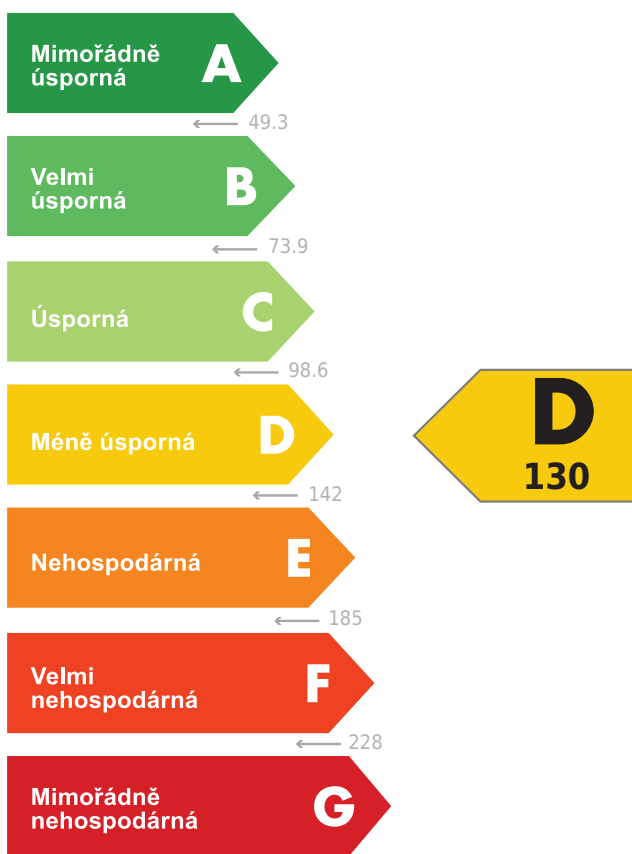 Mimořádně
úsporná
A
← 49.3
Velmi
úsporná
B
← 73.9
Úsporná
C
← 98.6
Méně úsporná
D
← 142
D
130
Nehospodárná
E
← 185
Velmi
nehospodárná
F
← 228
Mimořádně
nehospodárná
G